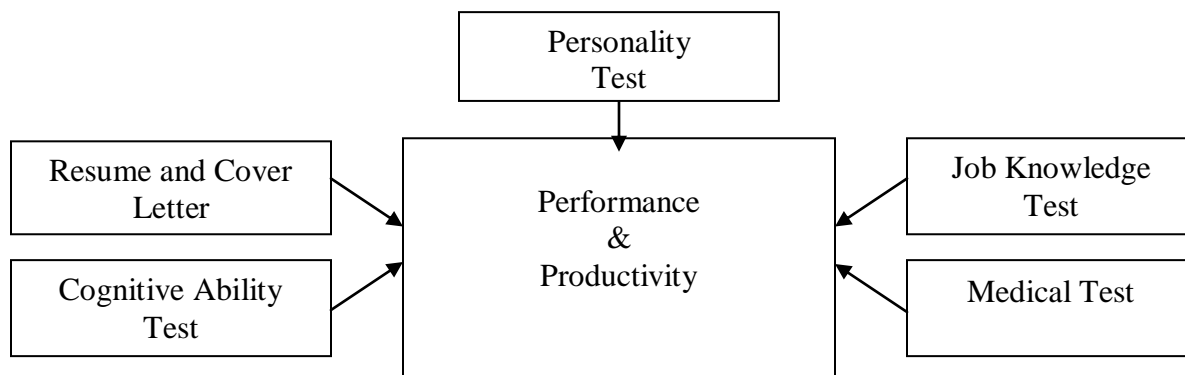 Personality
Test
Resume and Cover
Letter
Performance
&
Productivity
Job Knowledge
Test
Cognitive Ability
Test
Medical Test